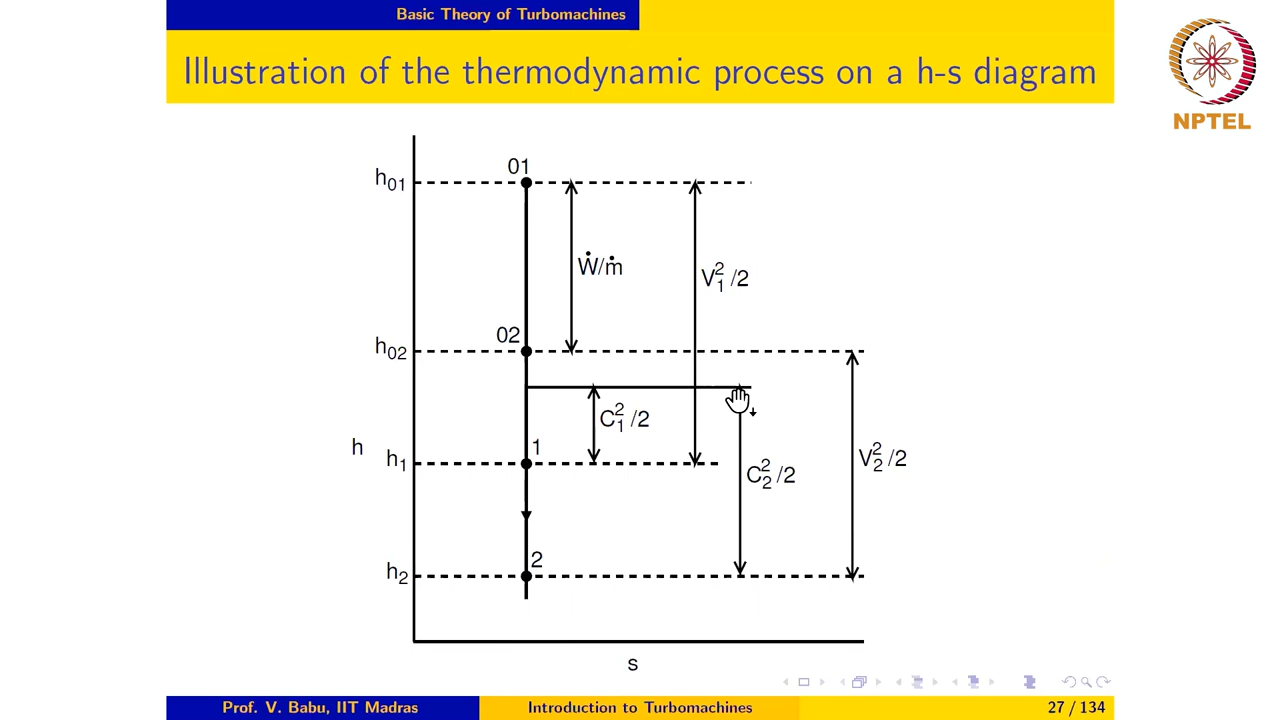 Basic Theory of Turbomachines
Illustration of the thermodynamic process on a h-s diagram
NPTEL
01
h₀₁
Ẇ/ṁ
V₁²/2
02
h₀₂
C₁²/2
h
h₁
1
C₂²/2
V₂²/2
2
h₂
s
Prof. V. Babu, IIT Madras
Introduction to Turbomachines
27 / 134